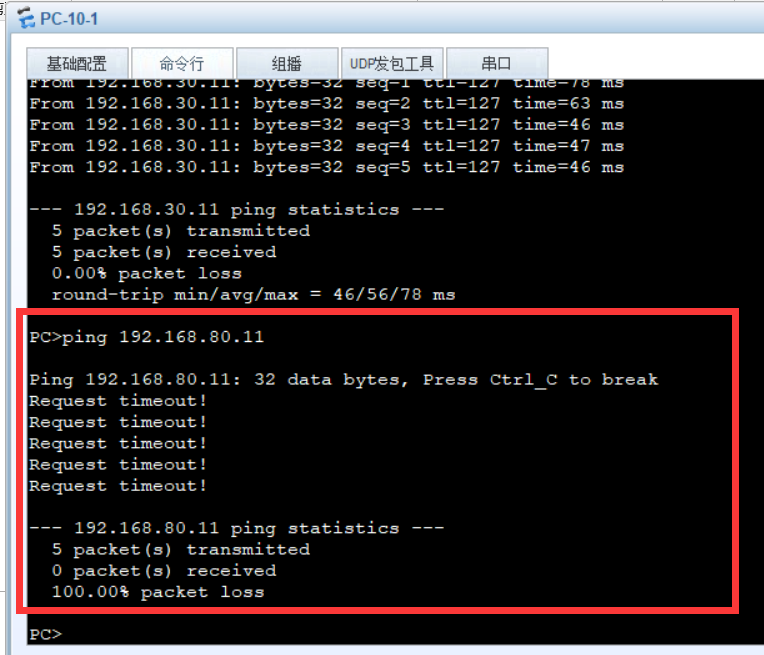 PC-10-1
基础配置 命令行 组播 UDP发包工具 串口
From 192.168.30.11: bytes=32 seq=1 ttl=127 time=78 ms
From 192.168.30.11: bytes=32 seq=2 ttl=127 time=63 ms
From 192.168.30.11: bytes=32 seq=3 ttl=127 time=46 ms
From 192.168.30.11: bytes=32 seq=4 ttl=127 time=47 ms
From 192.168.30.11: bytes=32 seq=5 ttl=127 time=46 ms
--- 192.168.30.11 ping statistics ---
5 packet(s) transmitted
5 packet(s) received
0.00% packet loss
round-trip min/avg/max = 46/56/78 ms
PC>ping 192.168.80.11
Ping 192.168.80.11: 32 data bytes, Press Ctrl_C to break
Request timeout!
Request timeout!
Request timeout!
Request timeout!
Request timeout!
--- 192.168.80.11 ping statistics ---
5 packet(s) transmitted
0 packet(s) received
100.00% packet loss
PC>